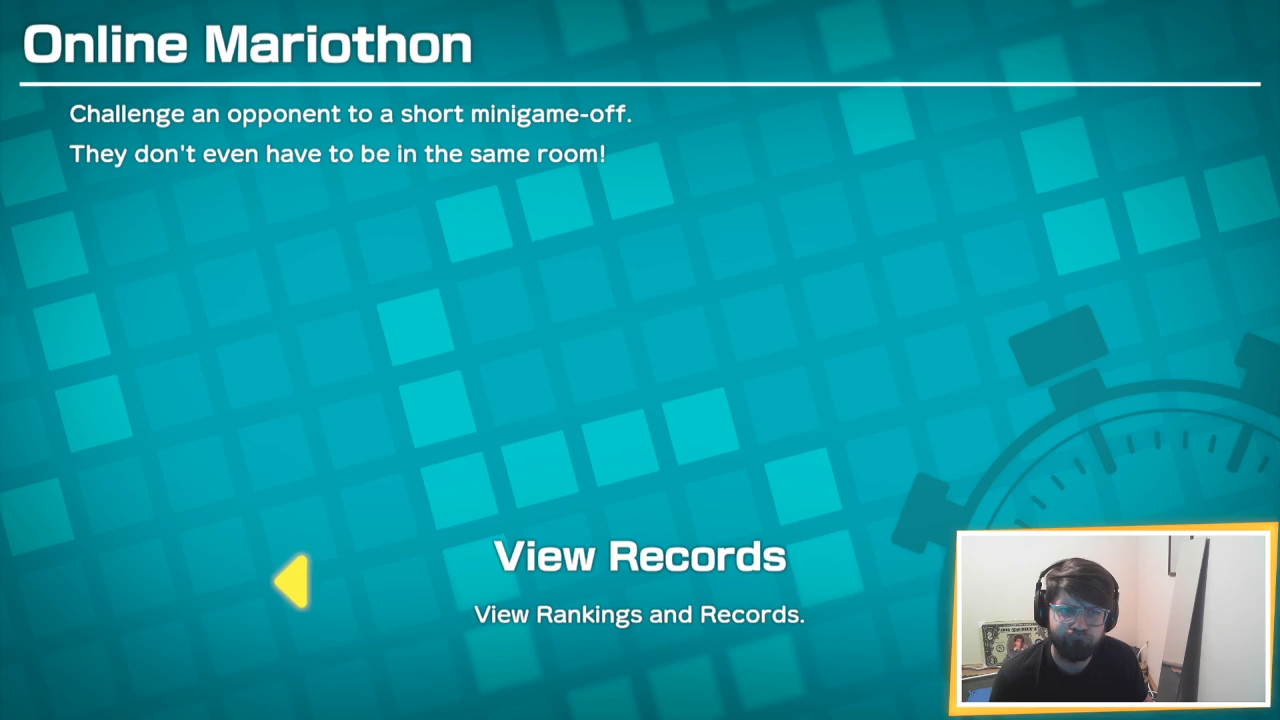 Online Mariothon
Challenge an opponent to a short minigame-off.
They don't even have to be in the same room!
View Records
View Rankings and Records.